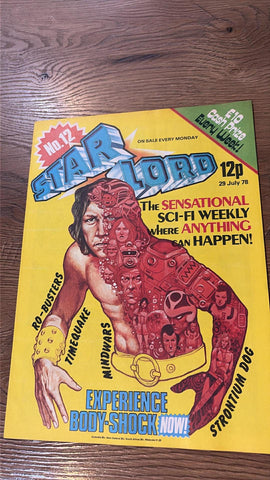 No.12
ON SALE EVERY MONDAY
£10
Cash Prize
Every Week!
STAR
LORD
12p
29 July 78
The SENSATIONAL
SCI-FI WEEKLY
WHERE ANYTHING
CAN HAPPEN!
RO-BUSTERS
TIMEQUAKE
MINDWARS
STRONTIUM DOG
EXPERIENCE
BODY-SHOCK NOW!